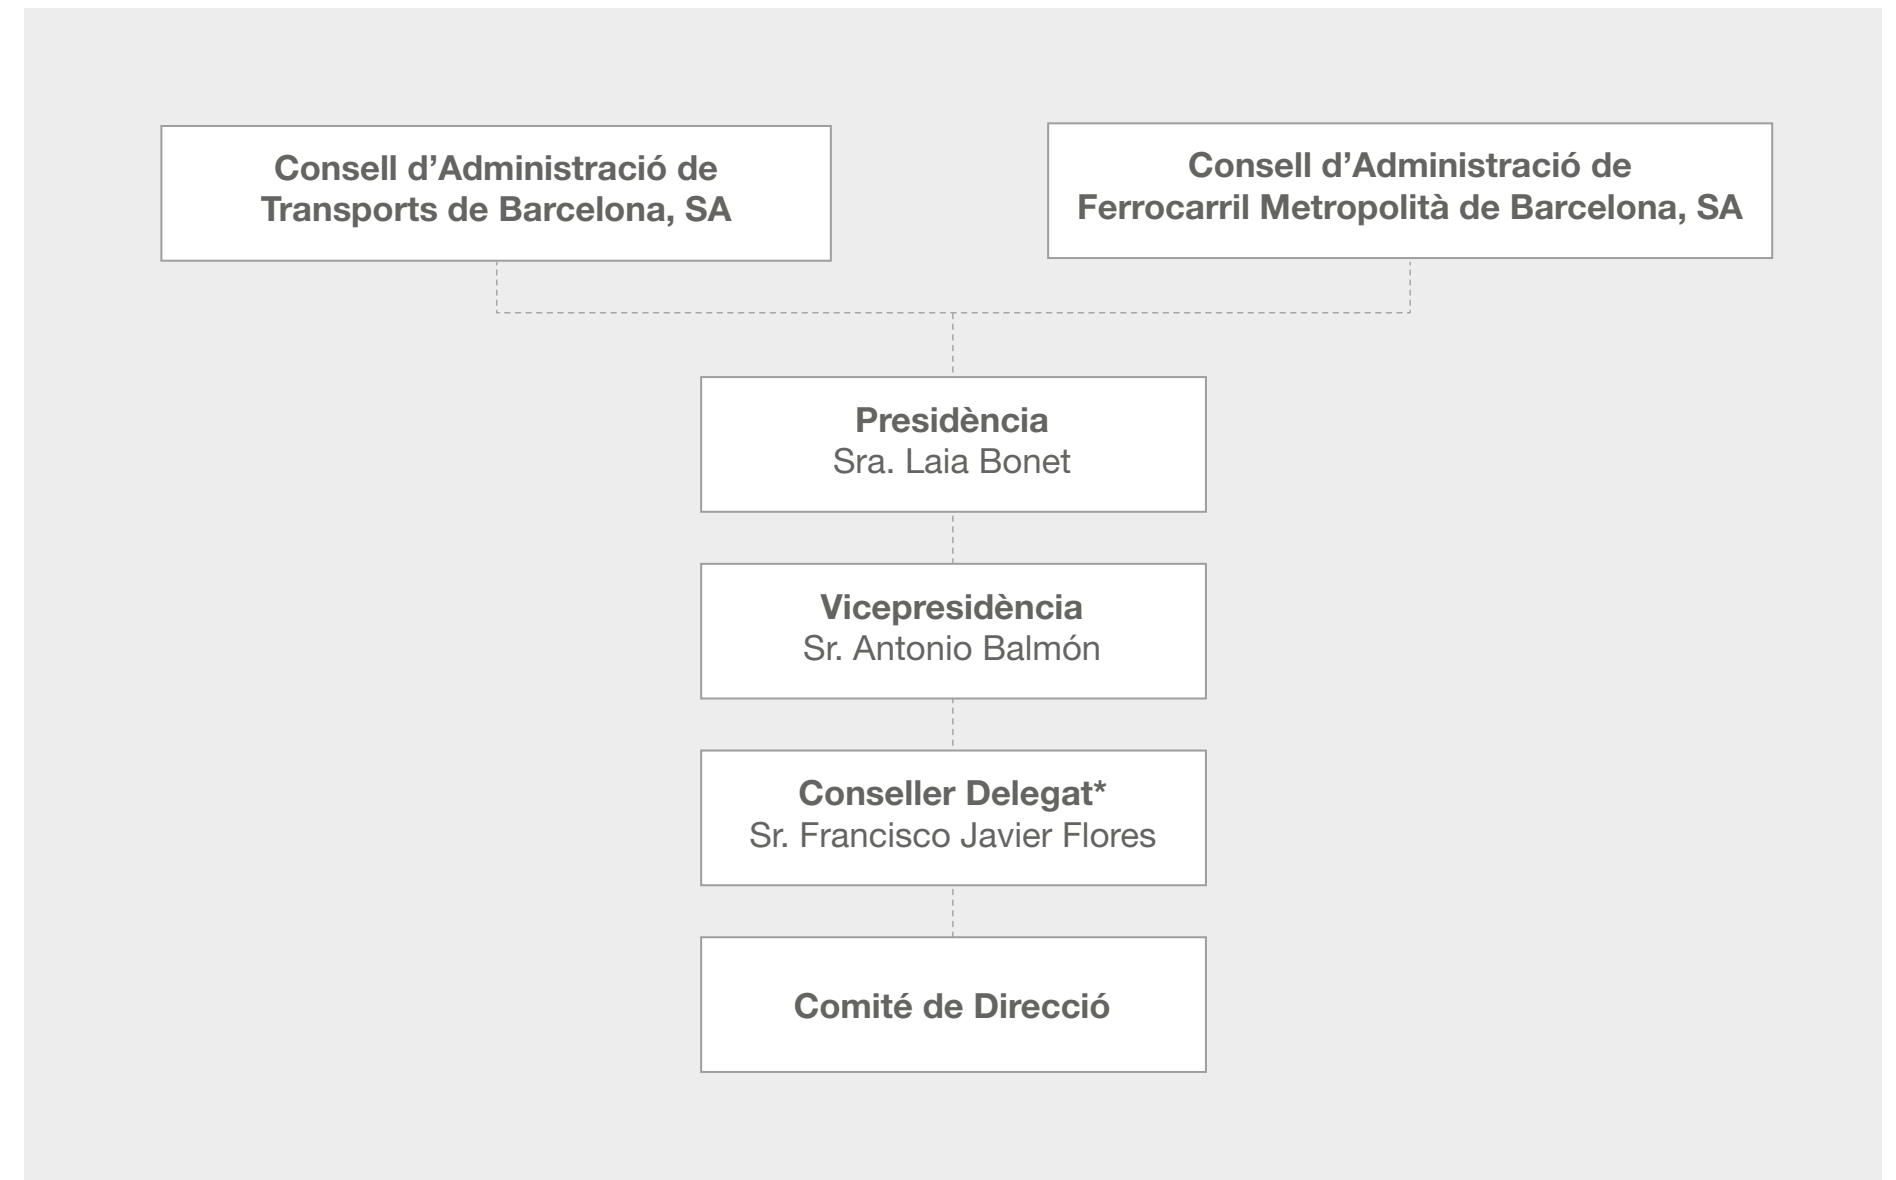 Consell d’Administració de
Transports de Barcelona, SA
Consell d’Administració de
Ferrocarril Metropolità de Barcelona, SA
Presidència
Sra. Laia Bonet
Vicepresidència
Sr. Antonio Balmón
Conseller Delegat*
Sr. Francisco Javier Flores
Comité de Direcció